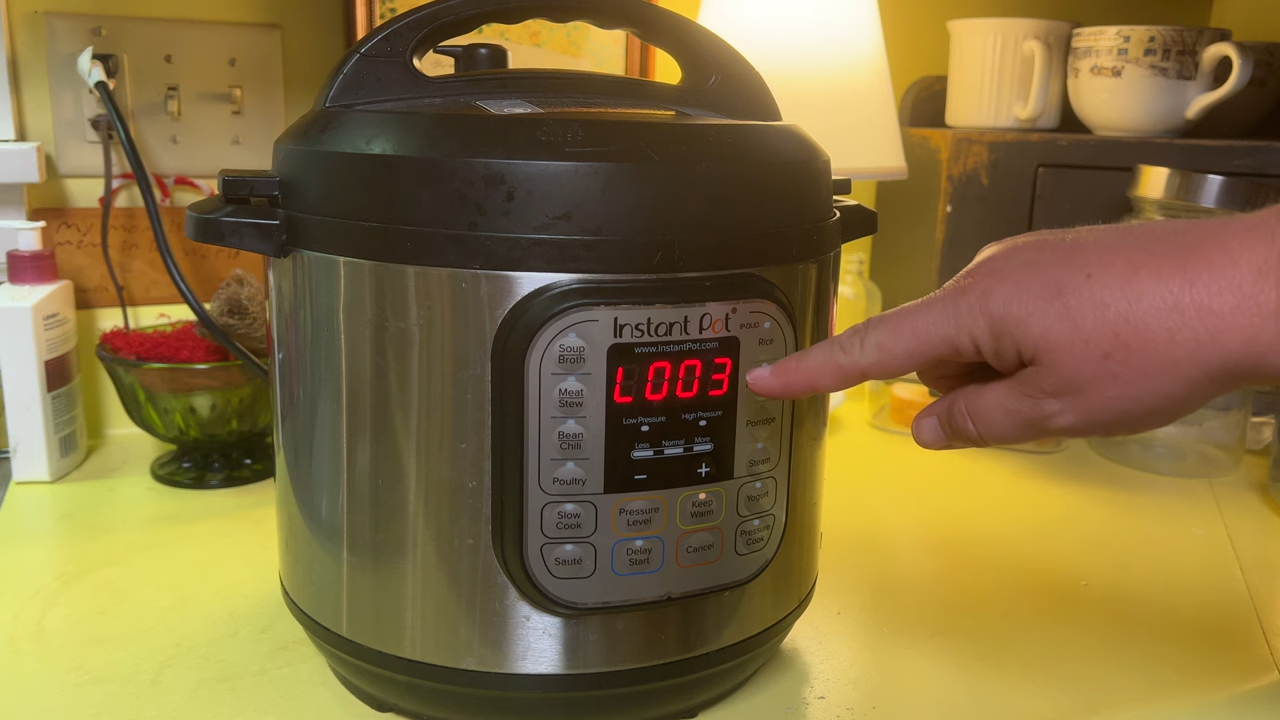 Instant Pot®
IP-DUO
www.InstantPot.com
L003
Low Pressure
High Pressure
Less
Normal
More
−
+
Soup
Broth
Meat
Stew
Bean
Chili
Poultry
Slow
Cook
Sauté
Pressure
Level
Delay
Start
Keep
Warm
Cancel
Rice
Porridge
Steam
Yogurt
Pressure
Cook